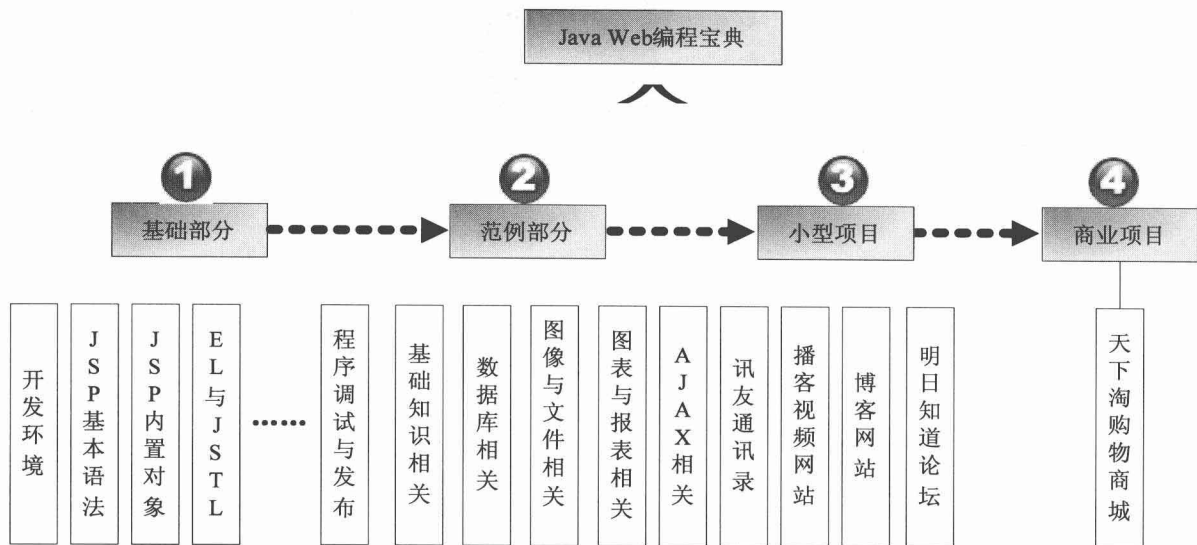 Java Web编程宝典
1
2
3
4
基础部分
范例部分
小型项目
商业项目
开发环境
JSP基本语法
JSP内置对象
EL与JSTL
……
程序调试与发布
基础知识相关
数据库相关
图像与文件相关
图表与报表相关
AJAX相关
讯友通讯录
播客视频网站
博客网站
明日知道论坛
天下淘购物商城